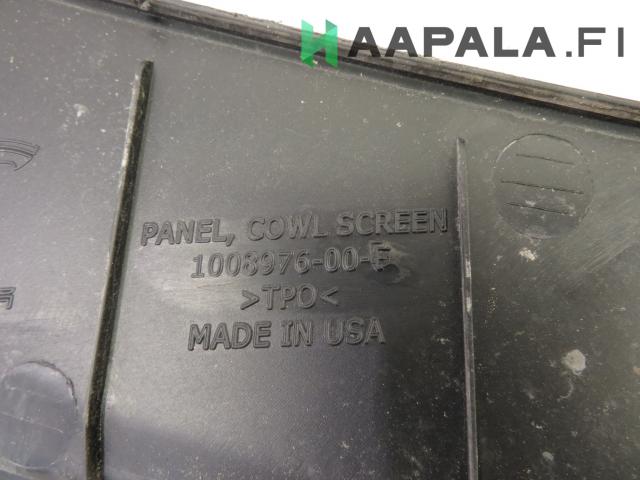 HAAPALA.FI
PANEL, COWL SCREEN
1008976-00-F
>TPO<
MADE IN USA